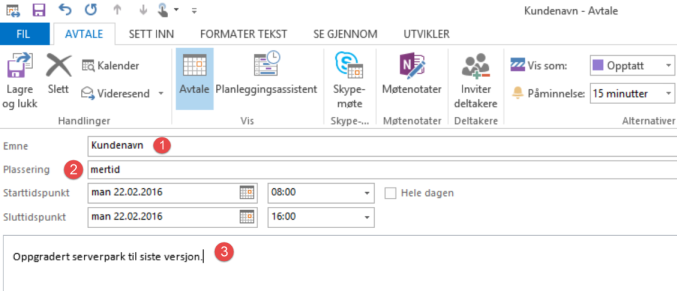 Kundenavn - Avtale
FIL AVTALE SETT INN FORMATER TEKST SE GJENNOM UTVIKLER
Lagre og lukk
Slett
Kalender
Videresend
Handlinger
Avtale
Planleggingsassistent
Vis
Skype-møte
Skype-...
Møtenotater
Møtenotater
Inviter deltakere
Deltakere
Vis som: Opptatt
Påminnelse: 15 minutter
Alternativer
Emne Kundenavn 1
Plassering 2 mertid
Starttidspunkt man 22.02.2016 08:00 Hele dagen
Sluttidspunkt man 22.02.2016 16:00
Oppgradert serverpark til siste versjon. 3